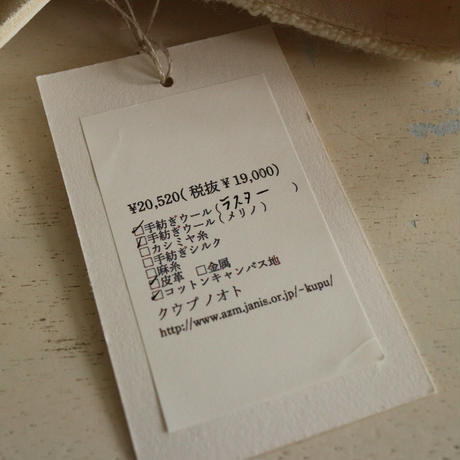 ¥20,520(税抜¥19,000)
☑手紡ぎウール(ラスター )
☑手紡ぎウール(メリノ)
□カシミヤ糸
□手紡ぎシルク
□麻糸
☑皮革 □金属
☑コットンキャンバス地
クウプノオト
http://www.azm.janis.or.jp/~kupu/